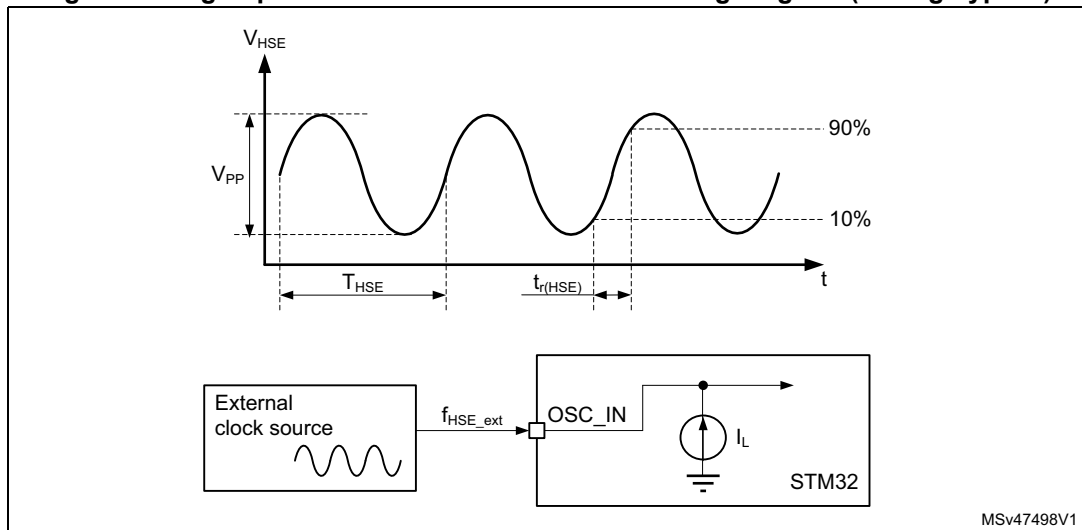 V_HSE
90%
V_PP
10%
T_HSE
t_r(HSE)
t
External
clock source
f_HSE_ext
OSC_IN
I_L
STM32
MSv47498V1